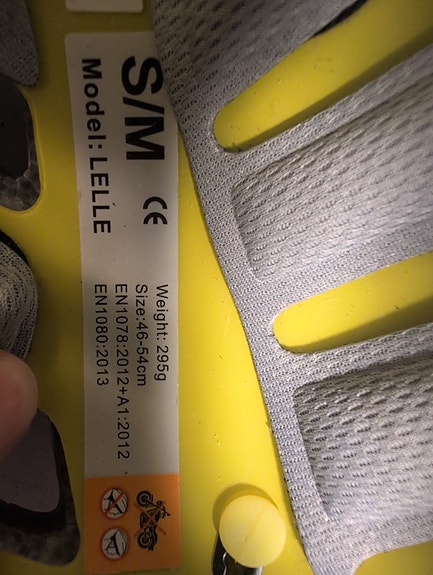 S/M CE
Model: LELLE
Weight: 295g
Size:46-54cm
EN1078:2012+A1:2012
EN1080:2013